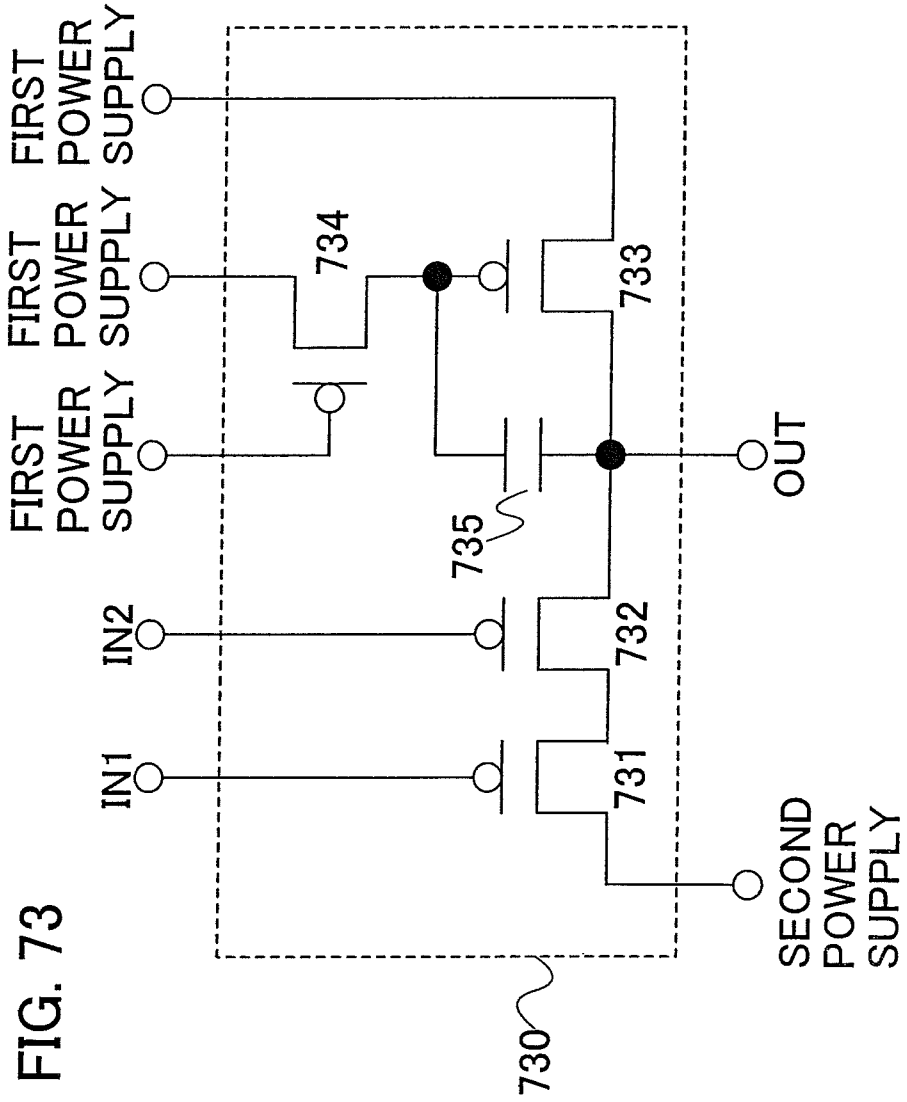 FIG. 73
IN1
IN2
FIRST
POWER
SUPPLY
FIRST
POWER
SUPPLY
FIRST
POWER
SUPPLY
734
735
731
732
733
730
SECOND
POWER
SUPPLY
OUT